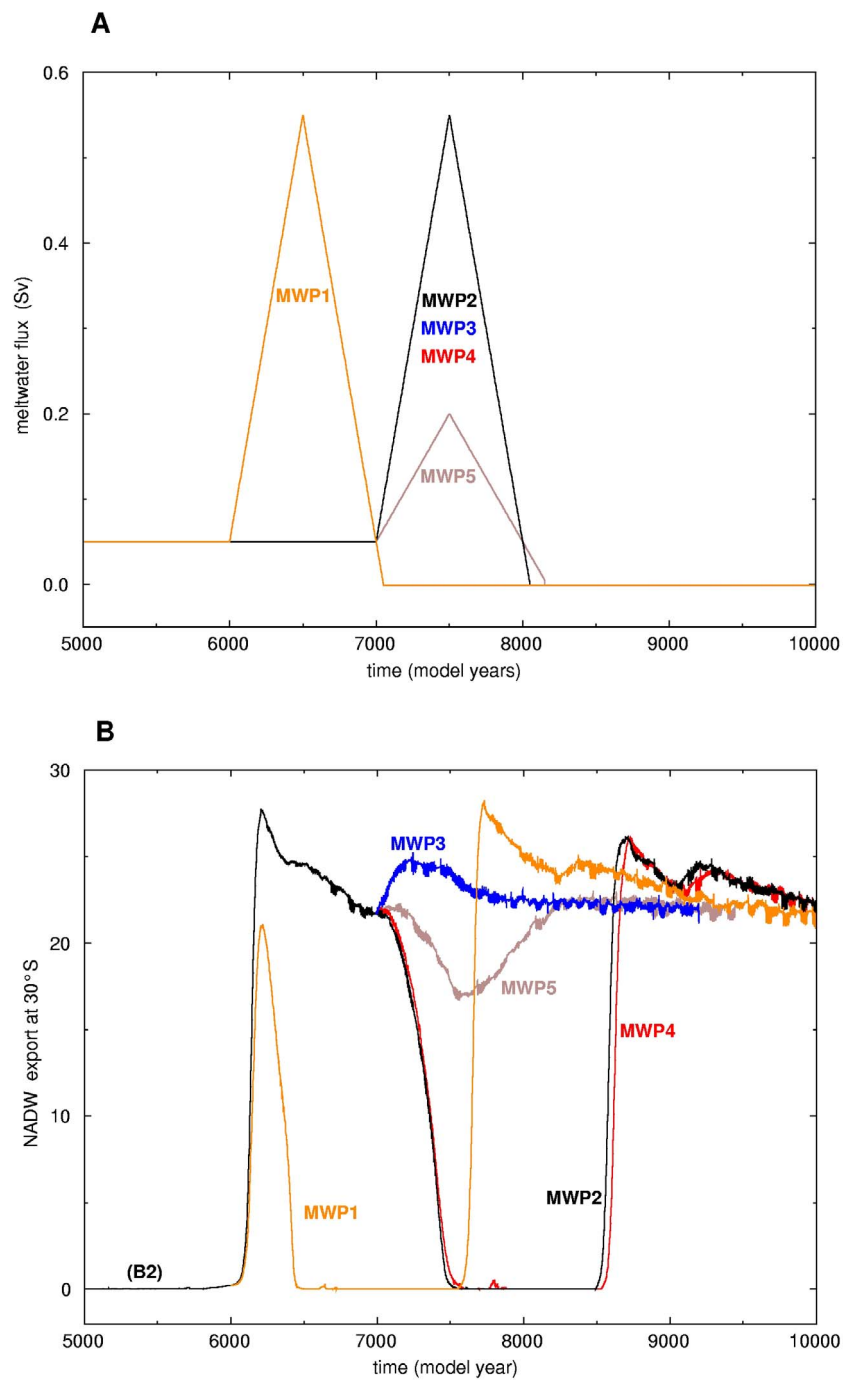 A
0.6
0.4
0.2
0.0
meltwater flux (Sv)
MWP1
MWP2
MWP3
MWP4
MWP5
5000 6000 7000 8000 9000 10000
time (model years)
B
30
20
10
0
NADW export at 30°S
MWP3
MWP5
MWP4
MWP2
MWP1
(B2)
5000 6000 7000 8000 9000 10000
time (model year)